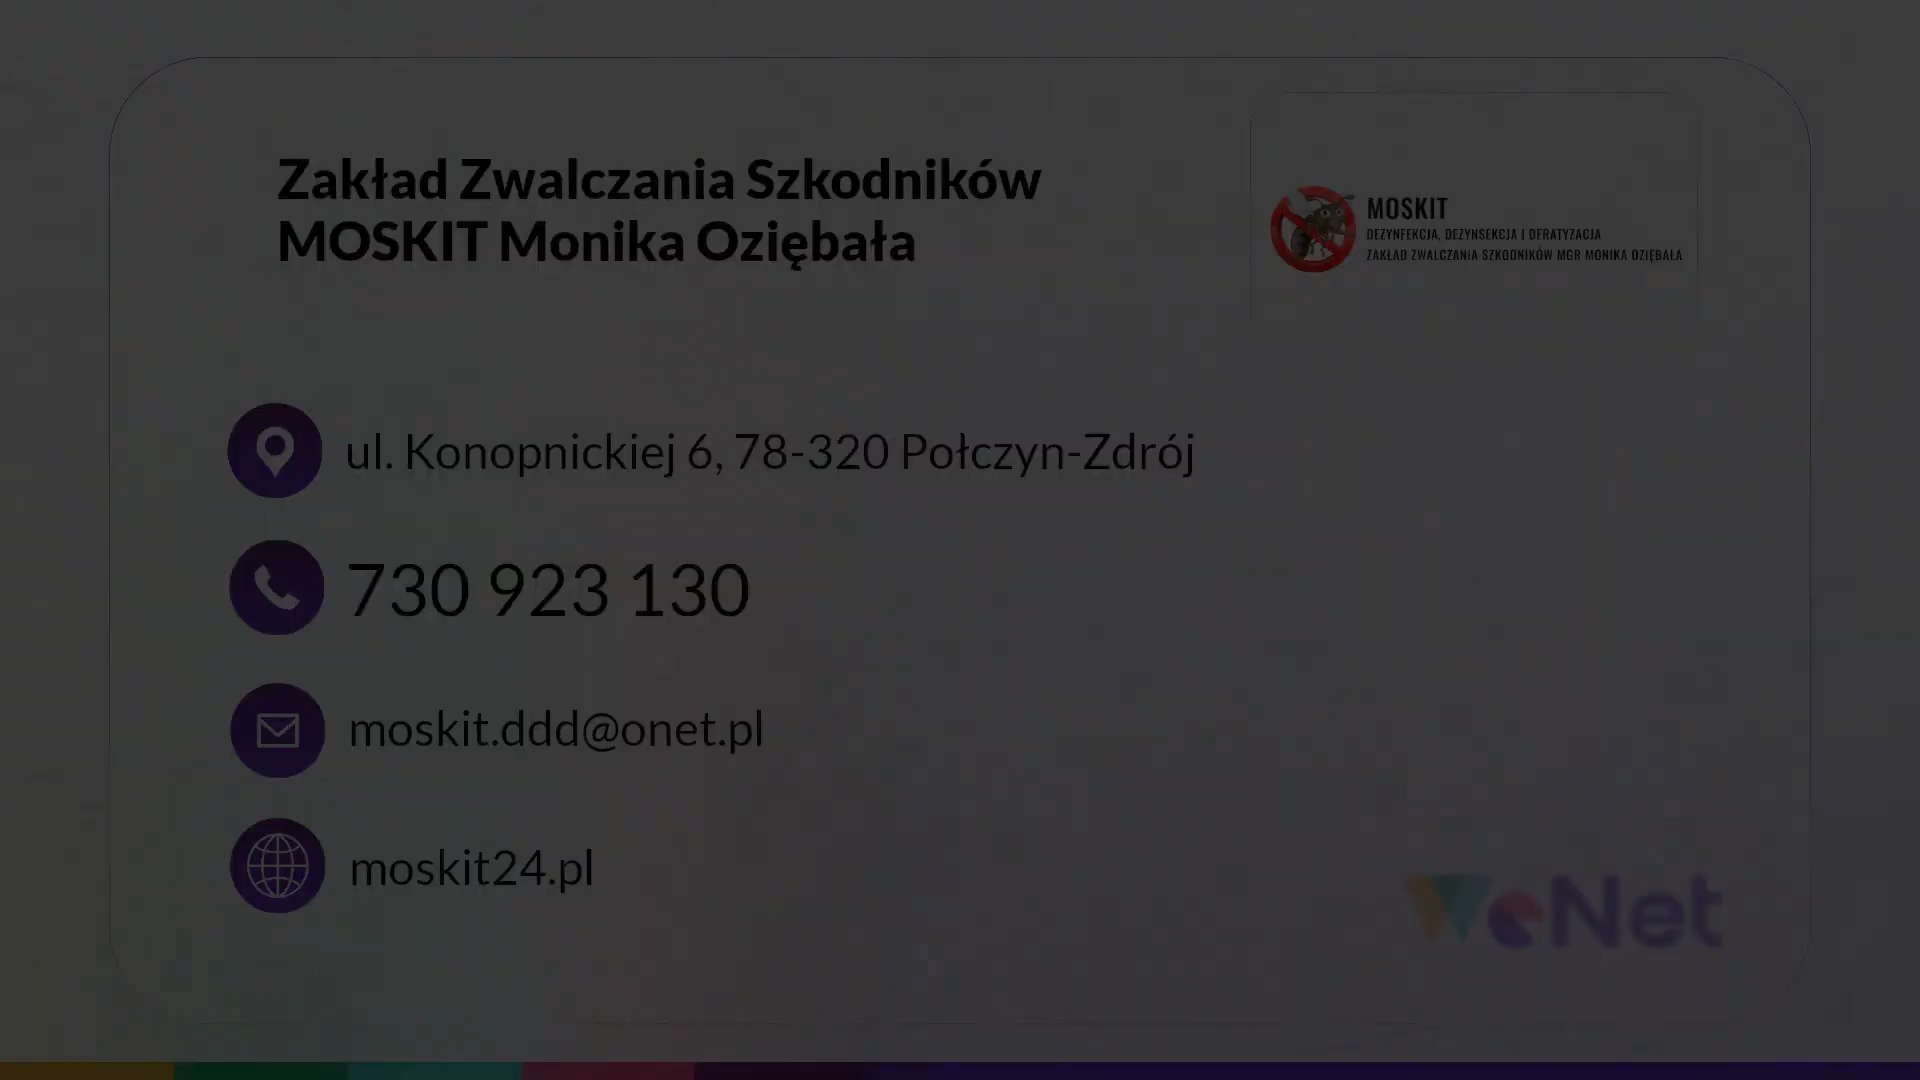 Zakład Zwalczania Szkodników
MOSKIT Monika Oziębała
MOSKIT
DEZYNFEKCJA, DEZYNSEKCJA I DERATYZACJA
ZAKŁAD ZWALCZANIA SZKODNIKÓW MGR MONIKA OZIĘBAŁA
ul. Konopnickiej 6, 78-320 Połczyn-Zdrój
730 923 130
moskit.ddd@onet.pl
moskit24.pl
WeNet